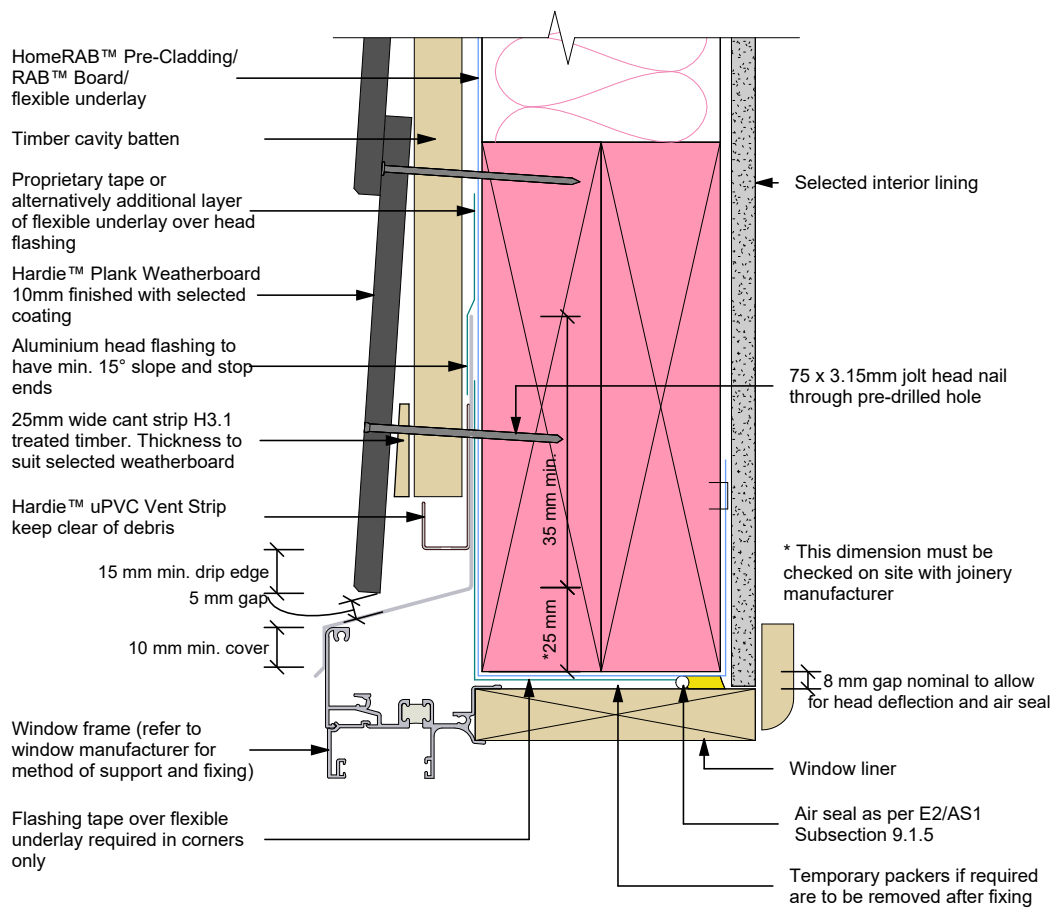 HomeRAB™ Pre-Cladding/
RAB™ Board/
flexible underlay
Timber cavity batten
Proprietary tape or
alternatively additional layer
of flexible underlay over head
flashing
Hardie™ Plank Weatherboard
10mm finished with selected
coating
Aluminium head flashing to
have min. 15° slope and stop
ends
25mm wide cant strip H3.1
treated timber. Thickness to
suit selected weatherboard
Hardie™ uPVC Vent Strip
keep clear of debris
15 mm min. drip edge
5 mm gap
10 mm min. cover
Window frame (refer to
window manufacturer for
method of support and fixing)
Flashing tape over flexible
underlay required in corners
only
35 mm min.
*25 mm
Selected interior lining
75 x 3.15mm jolt head nail
through pre-drilled hole
* This dimension must be
checked on site with joinery
manufacturer
8 mm gap nominal to allow
for head deflection and air seal
Window liner
Air seal as per E2/AS1
Subsection 9.1.5
Temporary packers if required
are to be removed after fixing